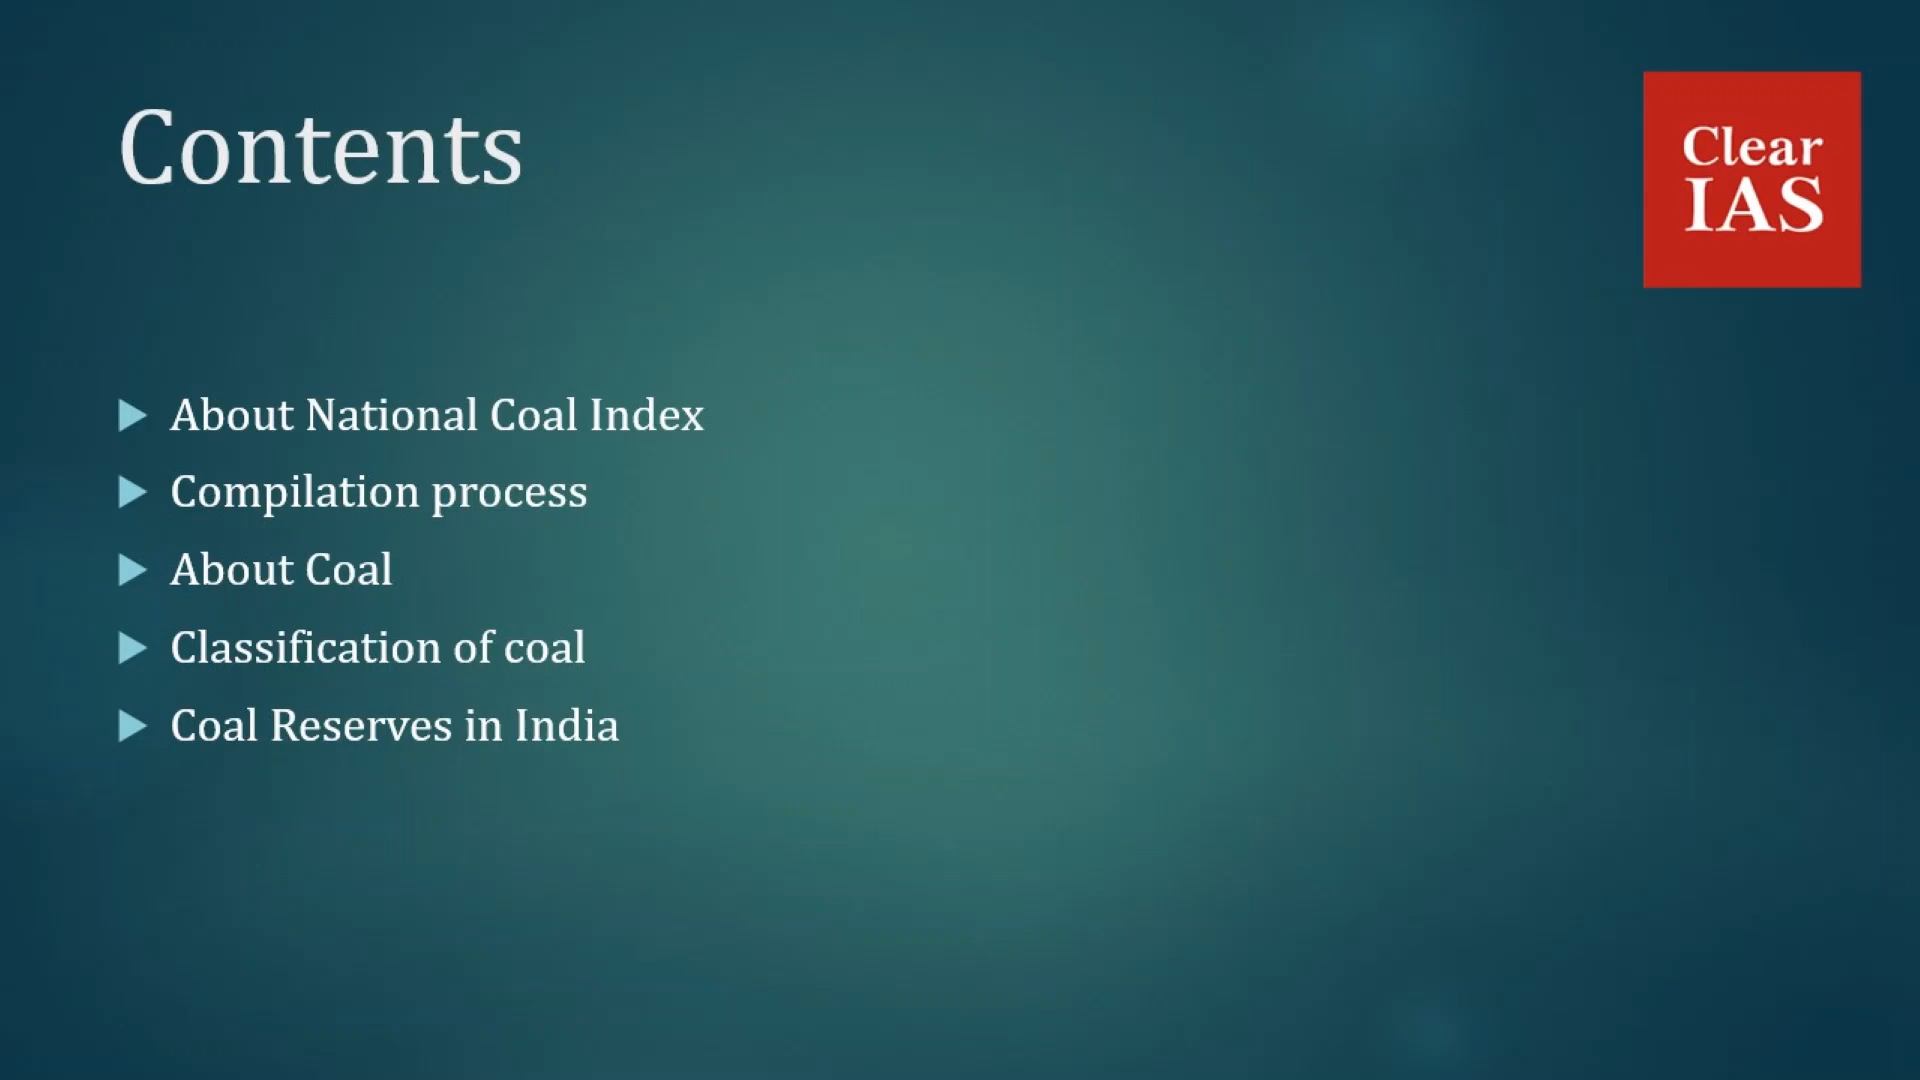 Contents
Clear
IAS
About National Coal Index
Compilation process
About Coal
Classification of coal
Coal Reserves in India